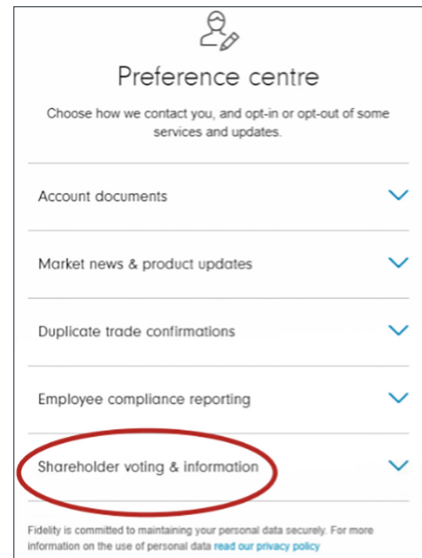 Preference centre
Choose how we contact you, and opt-in or opt-out of some
services and updates.
Account documents
Market news & product updates
Duplicate trade confirmations
Employee compliance reporting
Shareholder voting & information
Fidelity is committed to maintaining your personal data securely. For more
information on the use of personal data read our privacy policy